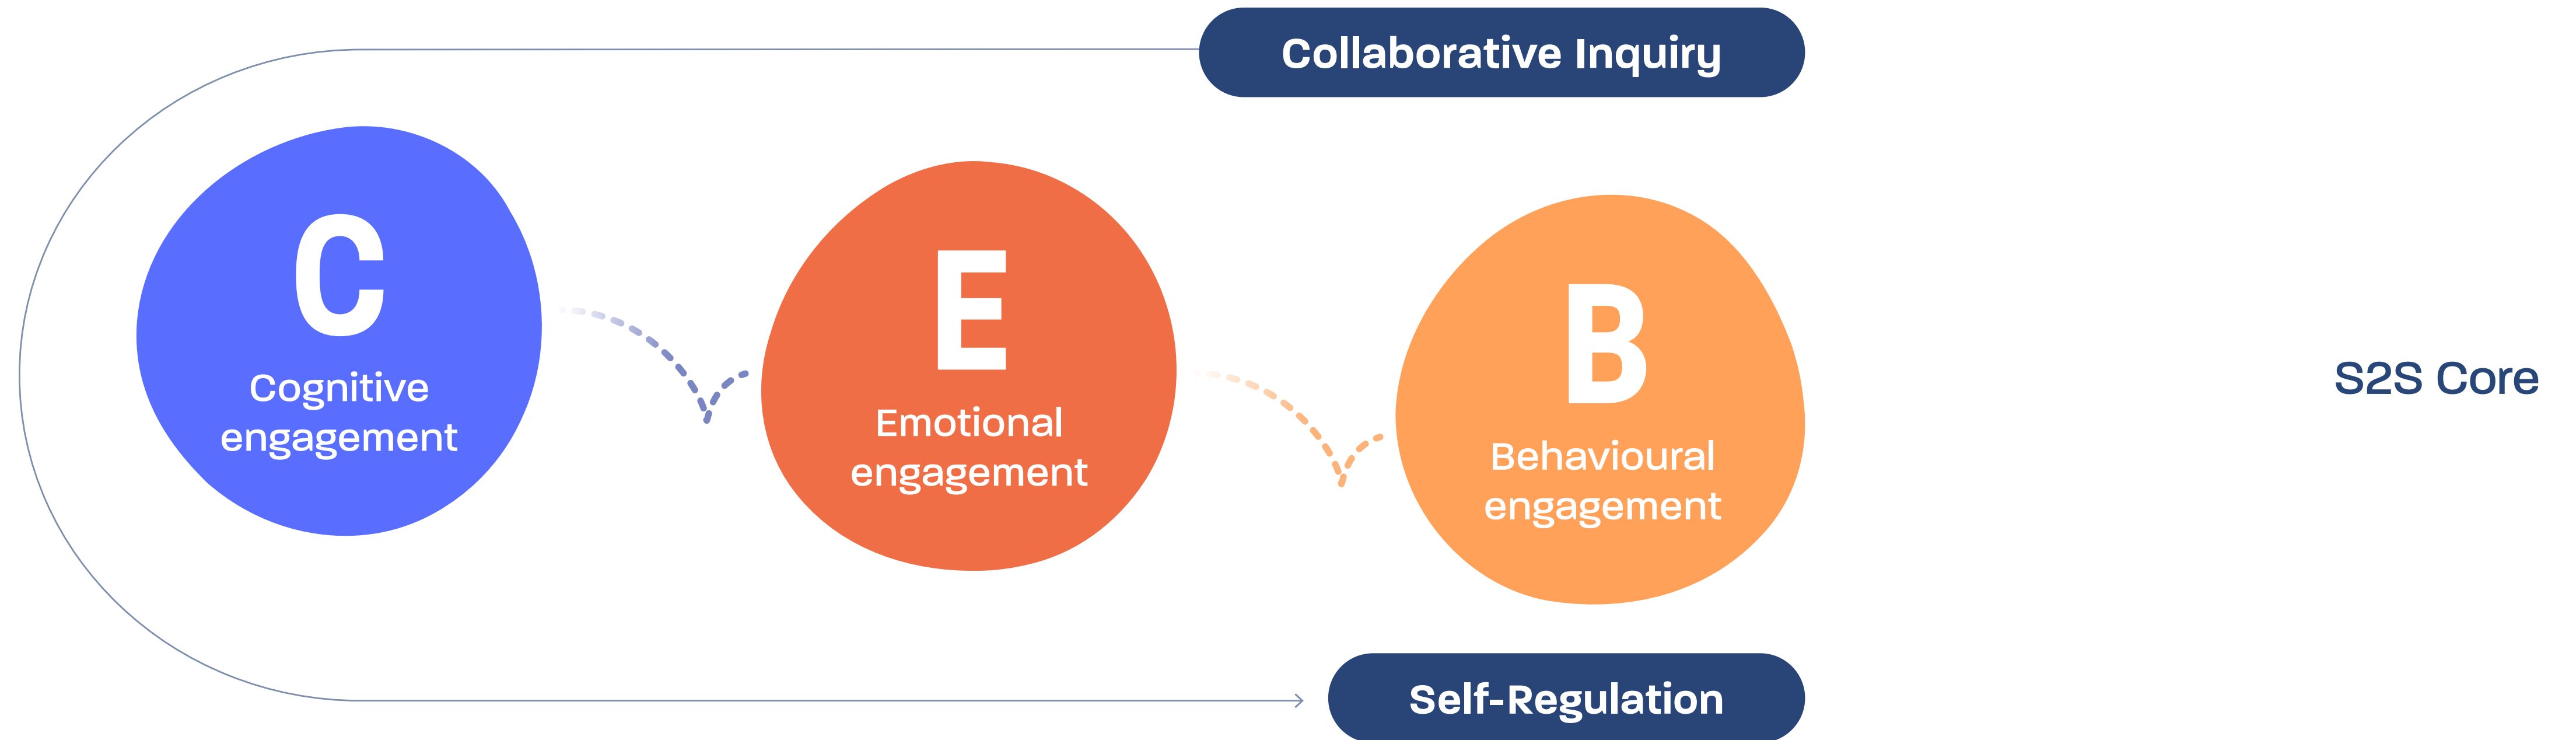 Collaborative Inquiry
C
Cognitive
engagement
E
Emotional
engagement
B
Behavioural
engagement
S2S Core
Self-Regulation